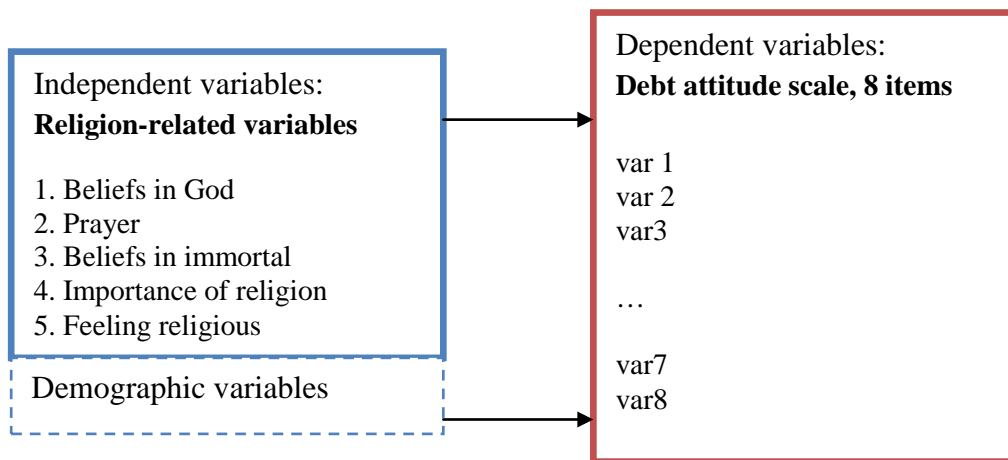 Independent variables:
Religion-related variables
1. Beliefs in God
2. Prayer
3. Beliefs in immortal
4. Importance of religion
5. Feeling religious
Demographic variables
Dependent variables:
Debt attitude scale, 8 items
var 1
var 2
var3
…
var7
var8